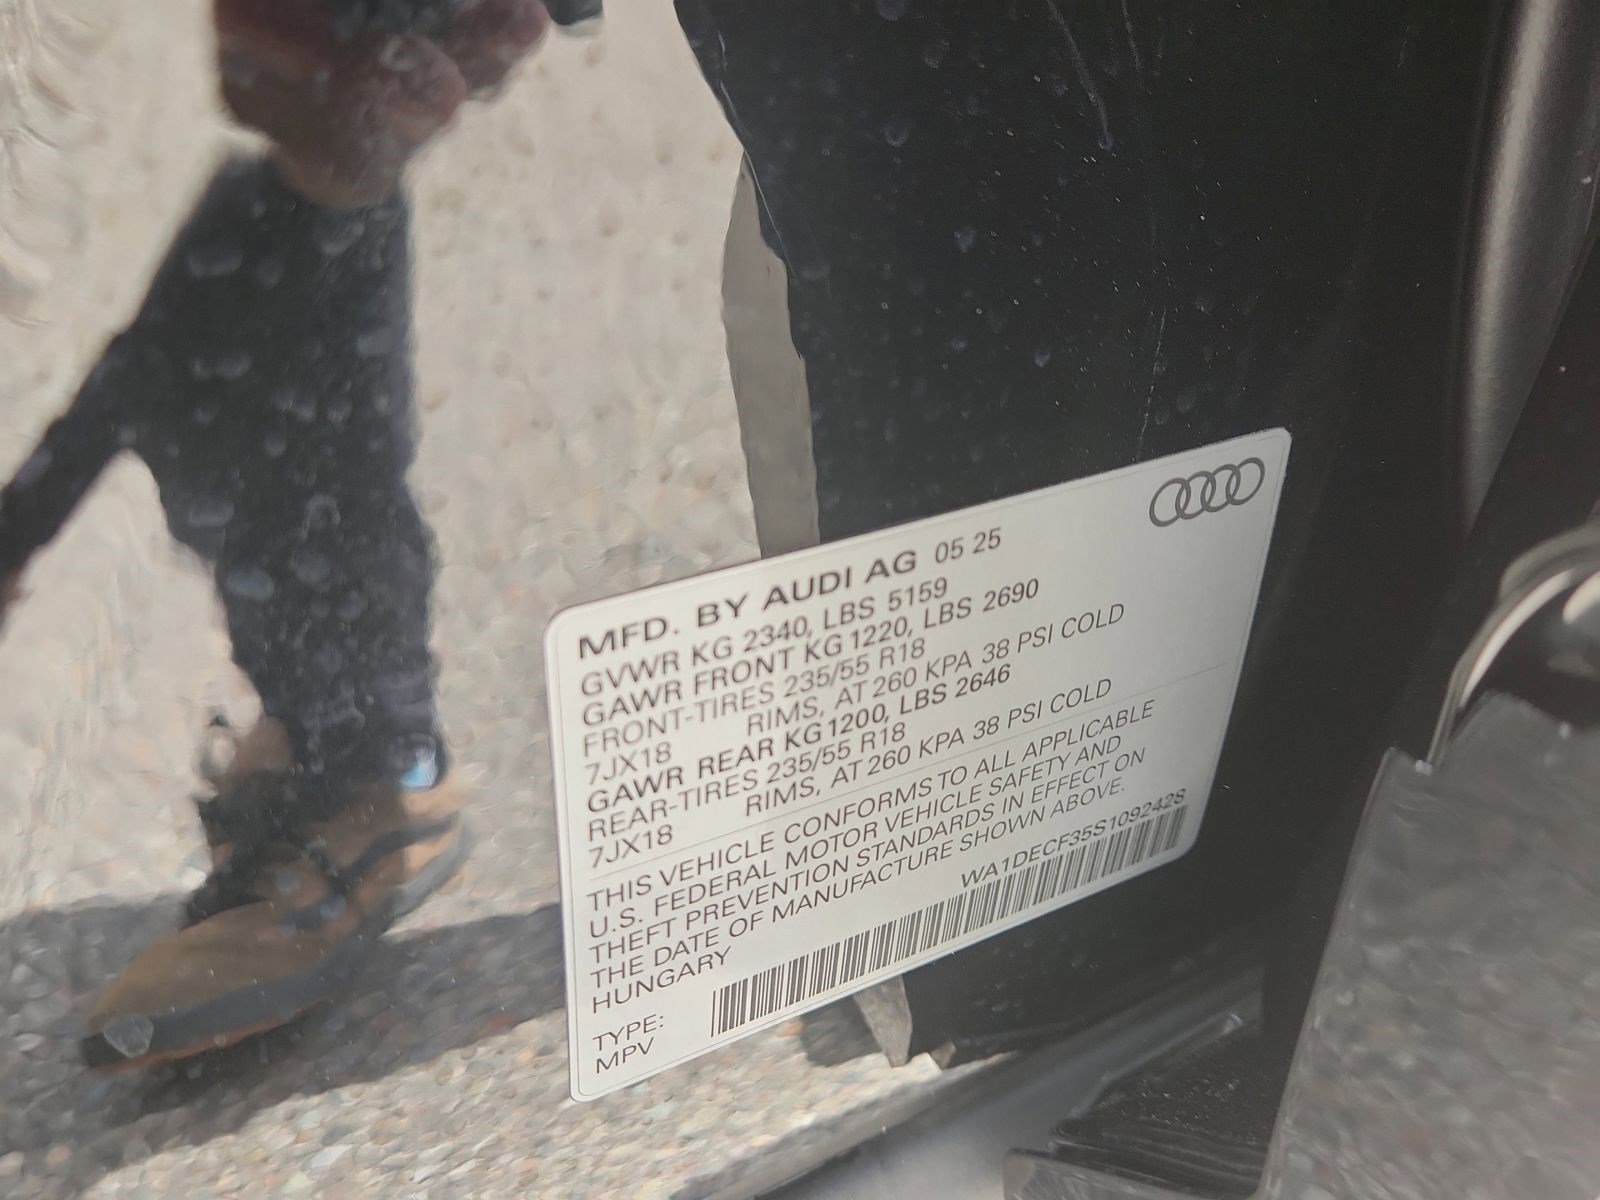 MFD. BY AUDI AG 05 25
GVWR KG 2340, LBS 5159
GAWR FRONT KG 1220, LBS 2690
FRONT-TIRES 235/55 R18
7JX18 RIMS, AT 260 KPA 38 PSI COLD
GAWR REAR KG 1200, LBS 2646
REAR-TIRES 235/55 R18
7JX18 RIMS, AT 260 KPA 38 PSI COLD
THIS VEHICLE CONFORMS TO ALL APPLICABLE
U.S. FEDERAL MOTOR VEHICLE SAFETY AND
THEFT PREVENTION STANDARDS IN EFFECT ON
THE DATE OF MANUFACTURE SHOWN ABOVE.
HUNGARY
WA1DECF35S1092428
TYPE:
MPV